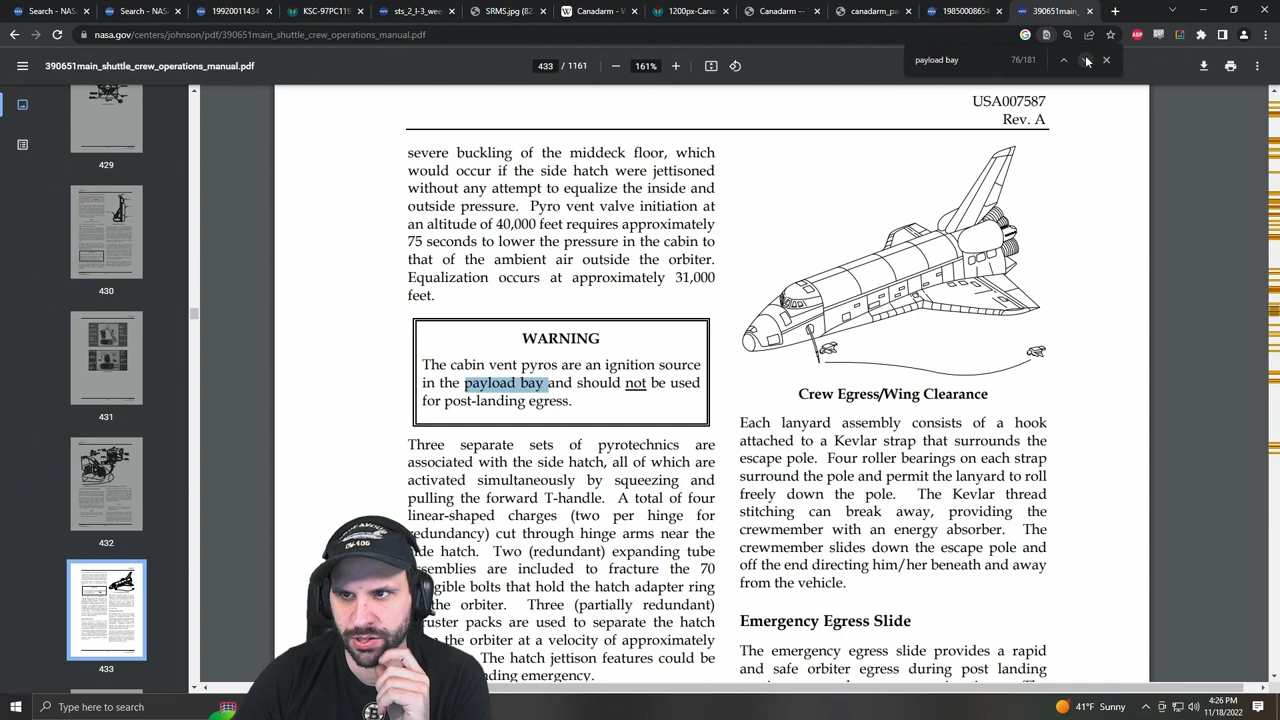 Search - NAS
Search - NAS
19920011434
KSC-97PC119
sts_2_l-3_wee
SRMS.jpg (82
Canadarm - W
1200px-Cana
Canadarm --
canadarm_pa
19850008654
390651main_
nasa.gov/centers/johnson/pdf/390651main_shuttle_crew_operations_manual.pdf
ABP
390651main_shuttle_crew_operations_manual.pdf
433 / 1161
161%
payload bay
76/181
429
430
431
432
433
USA007587
Rev. A
severe buckling of the middeck floor, which
would occur if the side hatch were jettisoned
without any attempt to equalize the inside and
outside pressure. Pyro vent valve initiation at
an altitude of 40,000 feet requires approximately
75 seconds to lower the pressure in the cabin to
that of the ambient air outside the orbiter.
Equalization occurs at approximately 31,000
feet.
WARNING
The cabin vent pyros are an ignition source
in the payload bay and should not be used
for post-landing egress.
Three separate sets of pyrotechnics are
associated with the side hatch, all of which are
activated simultaneously by squeezing and
pulling the forward T-handle. A total of four
linear-shaped charges (two per hinge for
redundancy) cut through hinge arms near the
hatch. Two (redundant) expanding tube
are included to fracture the 70
bolts that hold the hatch adapter ring
the orbiter. Three (partially redundant)
packs are used to separate the hatch
the orbiter at a velocity of approximately
The hatch jettison features could be
emergency.
Crew Egress/Wing Clearance
Each lanyard assembly consists of a hook
attached to a Kevlar strap that surrounds the
escape pole. Four roller bearings on each strap
surround the pole and permit the lanyard to roll
freely down the pole. The Kevlar thread
stitching can break away, providing the
crewmember with an energy absorber. The
crewmember slides down the escape pole and
off the end directing him/her beneath and away
from the vehicle.
Emergency Egress Slide
The emergency egress slide provides a rapid
and safe orbiter egress during post landing
Type here to search
41°F Sunny
4:26 PM
11/18/2022